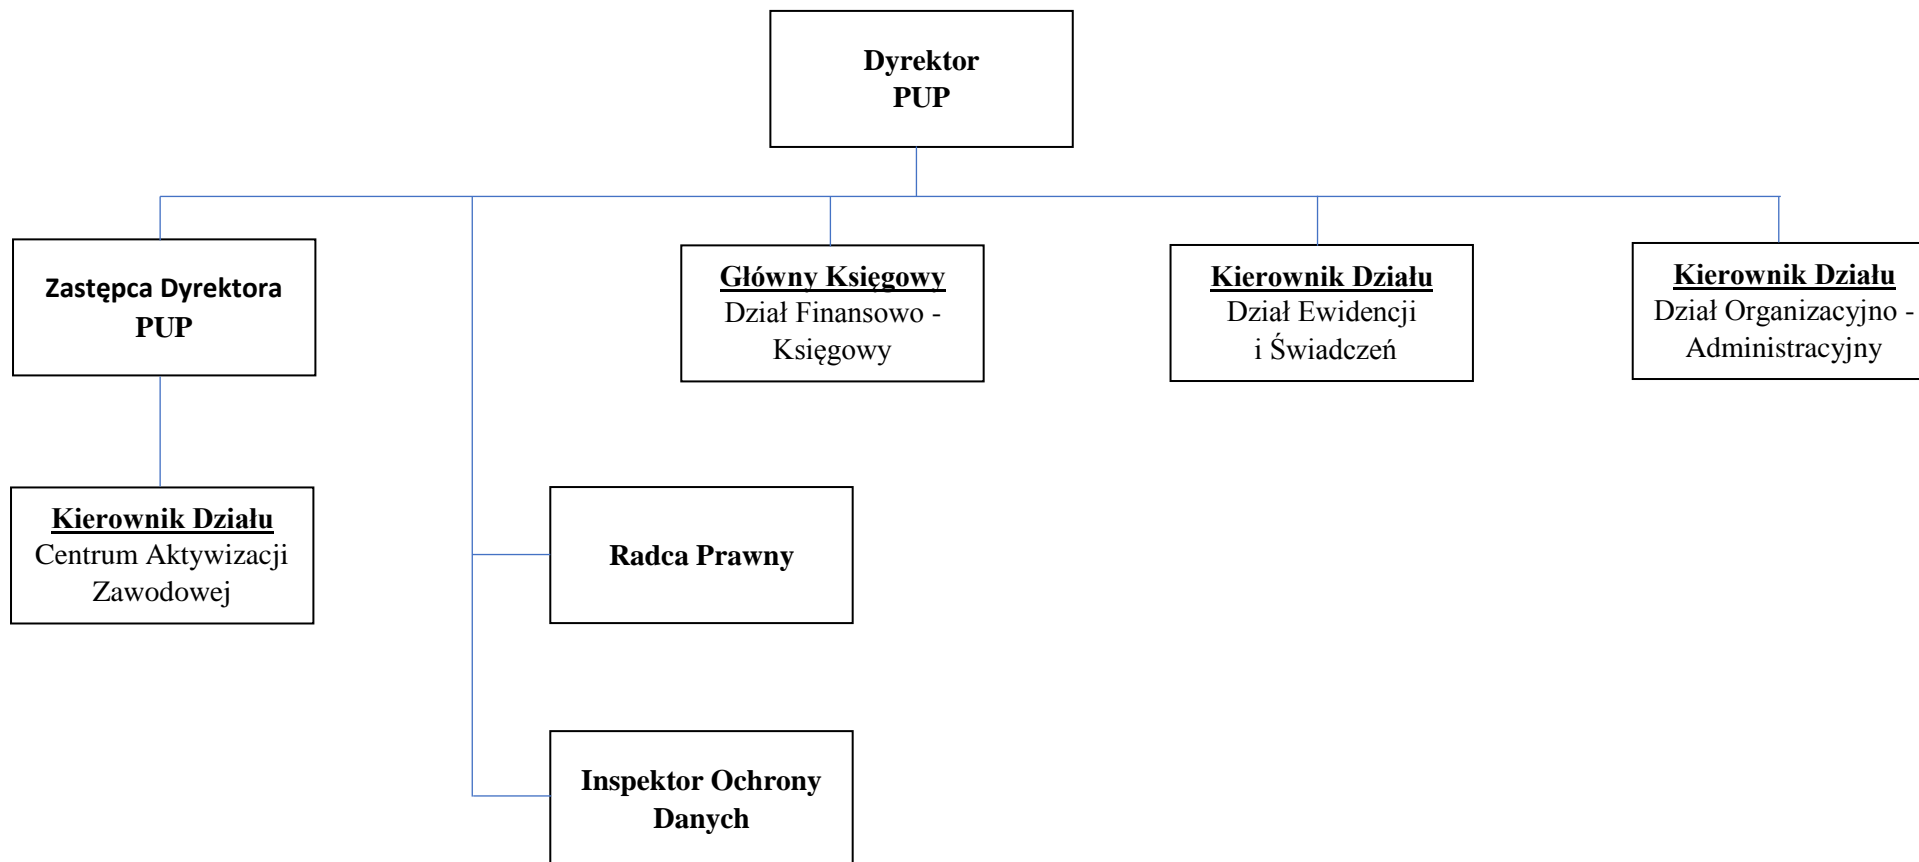 Dyrektor
PUP
Zastępca Dyrektora
PUP
Główny Księgowy
Dział Finansowo -
Księgowy
Kierownik Działu
Dział Ewidencji
i Świadczeń
Kierownik Działu
Dział Organizacyjno -
Administracyjny
Kierownik Działu
Centrum Aktywizacji
Zawodowej
Radca Prawny
Inspektor Ochrony
Danych